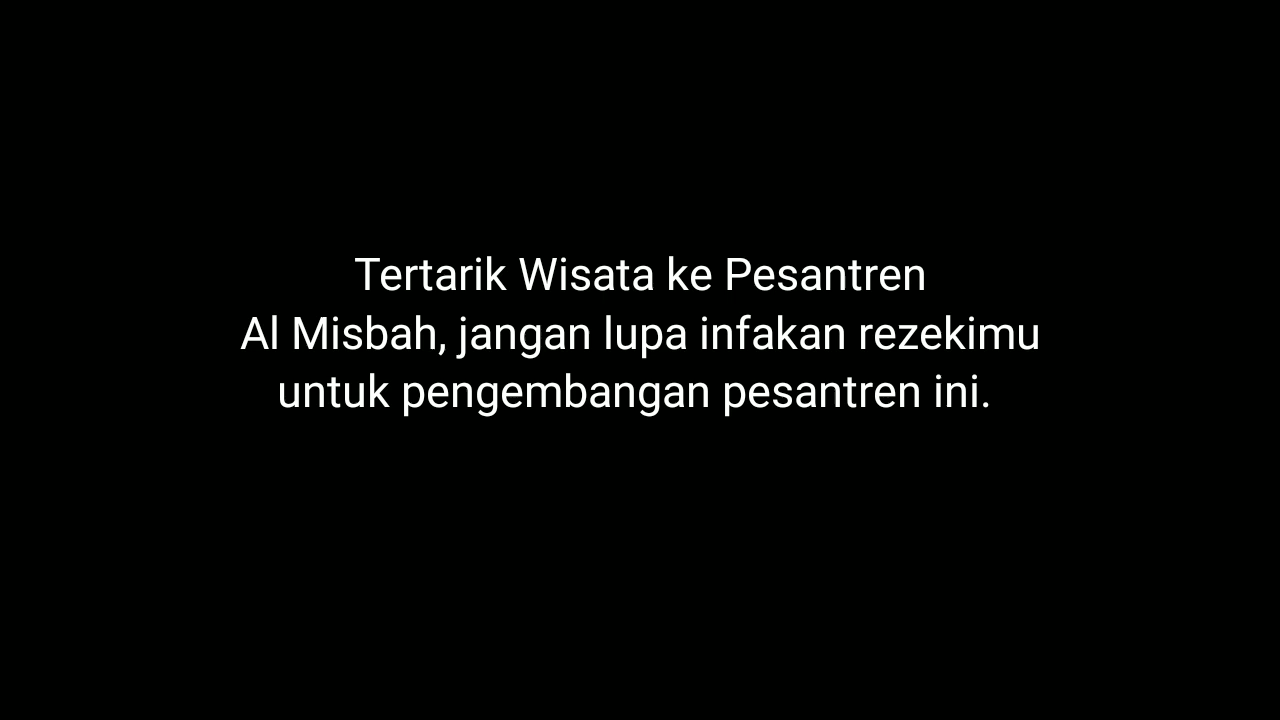 Tertarik Wisata ke Pesantren
Al Misbah, jangan lupa infakan rezekimu
untuk pengembangan pesantren ini.